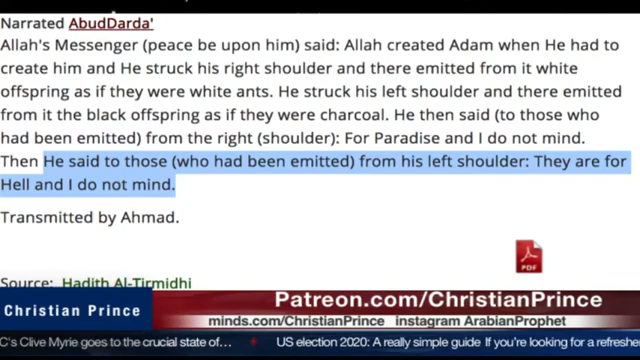 Narrated AbudDarda'
Allah's Messenger (peace be upon him) said: Allah created Adam when He had to
create him and He struck his right shoulder and there emitted from it white
offspring as if they were white ants. He struck his left shoulder and there emitted
from it the black offspring as if they were charcoal. He then said (to those who
had been emitted) from the right (shoulder): For Paradise and I do not mind.
Then He said to those (who had been emitted) from his left shoulder: They are for
Hell and I do not mind.
Transmitted by Ahmad.
PDF
Source: Hadith Al-Tirmidhi
Christian Prince
Patreon.com/ChristianPrince
minds.com/ChristianPrince instagram ArabianProphet
C's Clive Myrie goes to the crucial state of... US election 2020: A really simple guide If you're looking for a refreshe